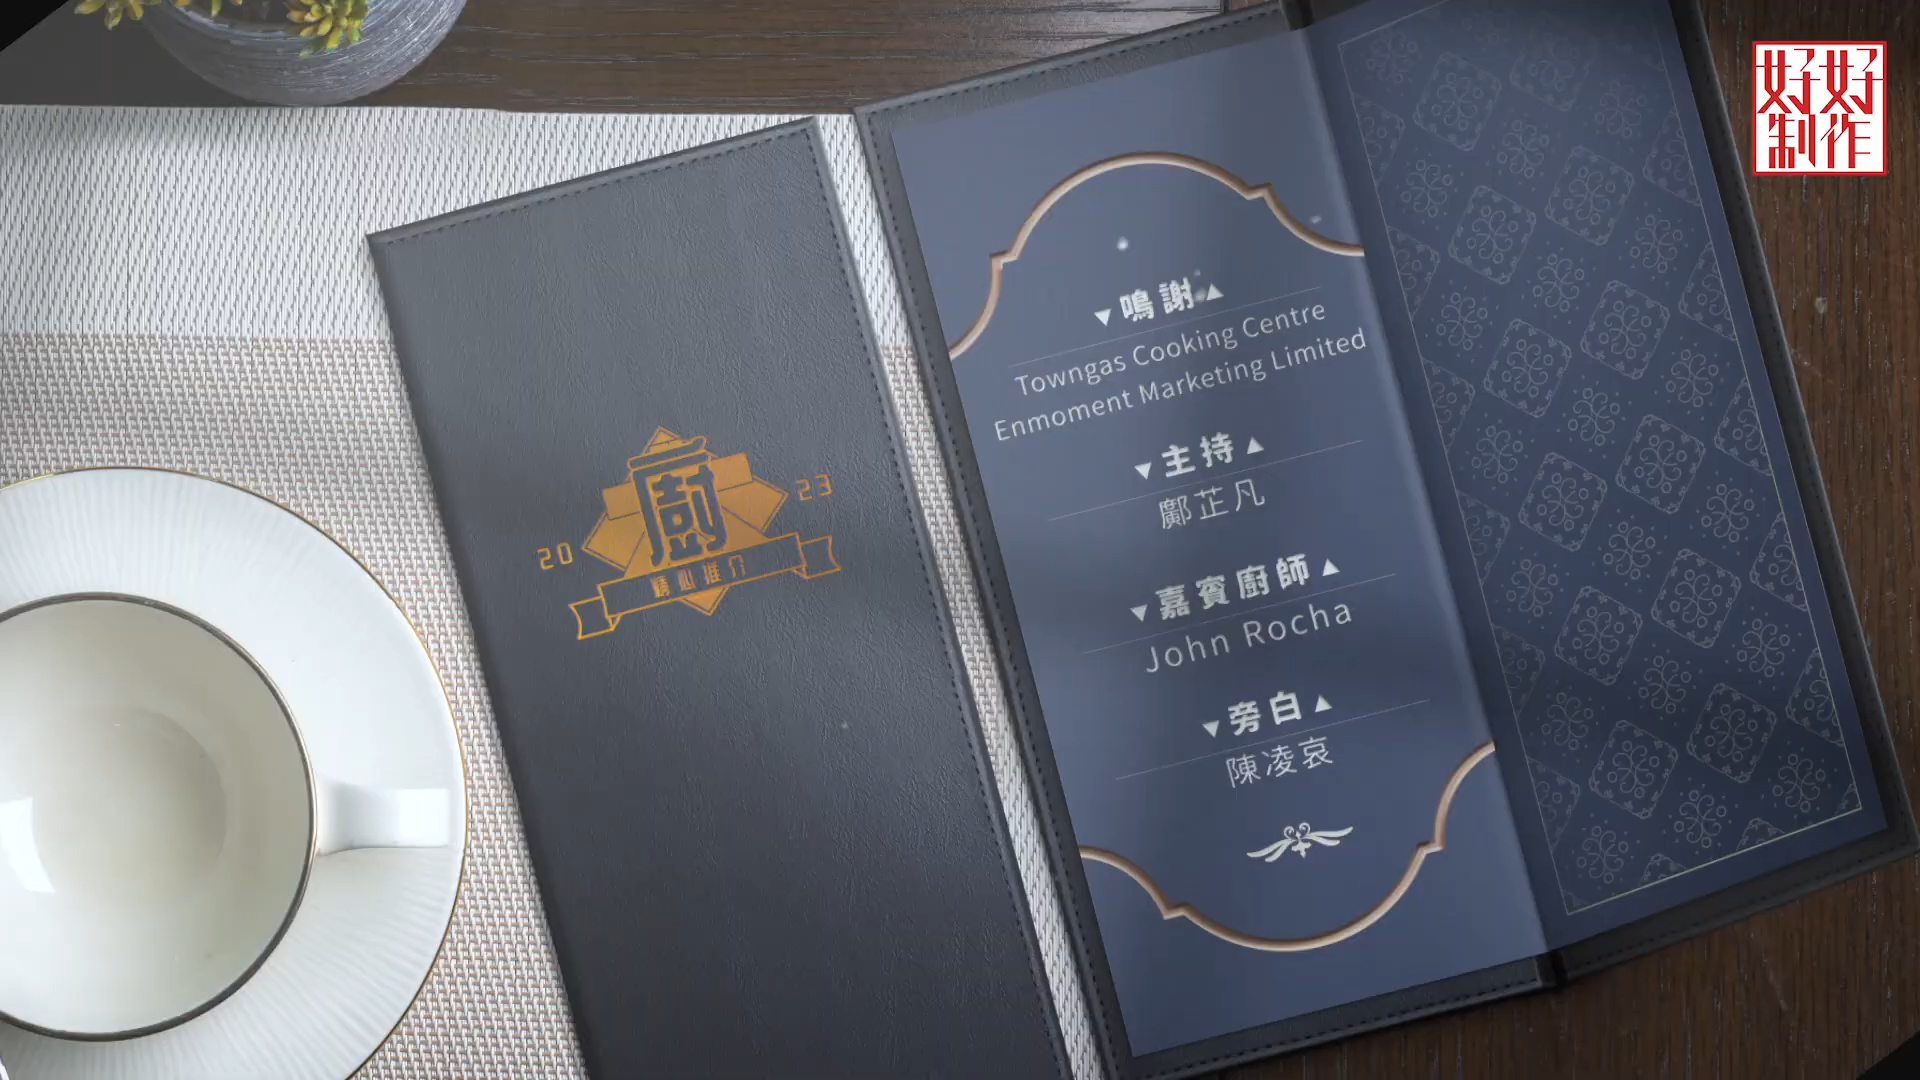 好好
制作
20 廚 23
精心推介
▼鳴謝▲
Towngas Cooking Centre
Enmoment Marketing Limited
▼主持▲
鄺芷凡
▼嘉賓廚師▲
John Rocha
▼旁白▲
陳凌哀